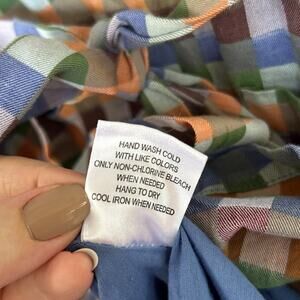 HAND WASH COLD
WITH LIKE COLORS
ONLY NON-CHLORINE BLEACH
WHEN NEEDED
HANG TO DRY
COOL IRON WHEN NEEDED